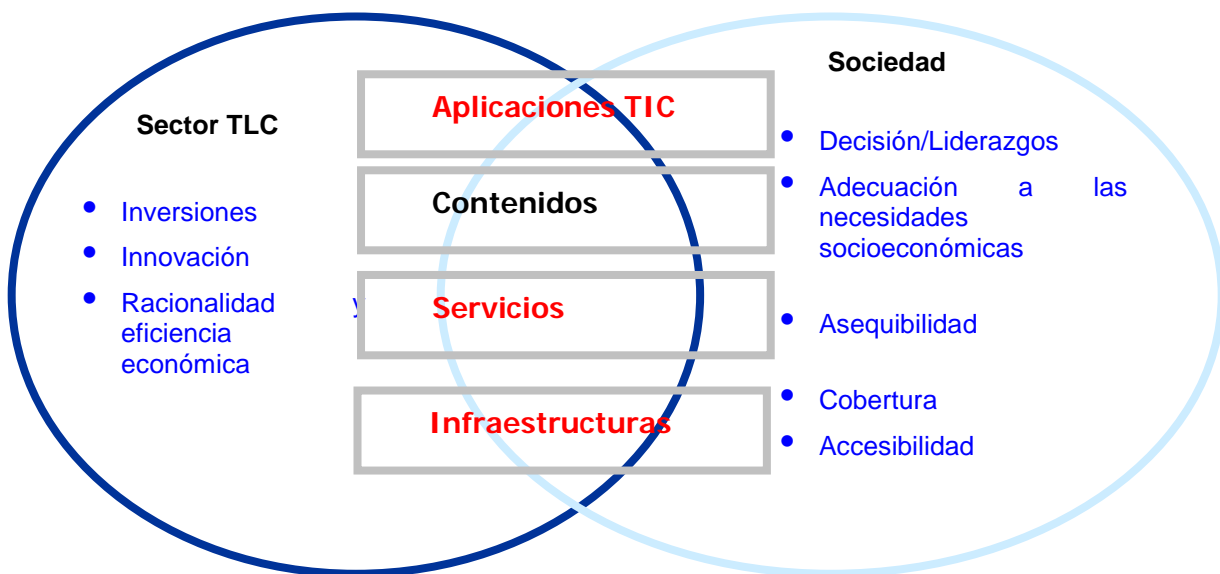 Sector TLC
• Inversiones
• Innovación
• Racionalidad y
eficiencia
económica
Aplicaciones TIC
Contenidos
Servicios
Infraestructuras
Sociedad
• Decisión/Liderazgos
• Adecuación a las
necesidades
socioeconómicas
• Asequibilidad
• Cobertura
• Accesibilidad